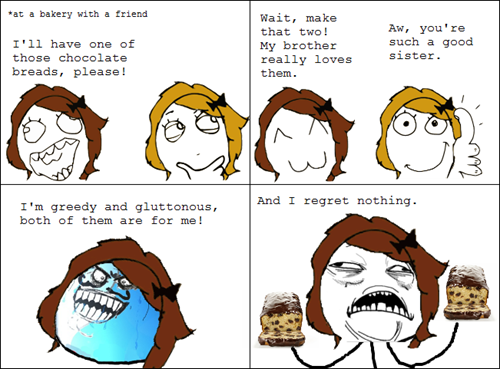 *at a bakery with a friend
I'll have one of
those chocolate
breads, please!
Wait, make
that two!
My brother
really loves
them.
Aw, you're
such a good
sister.
I'm greedy and gluttonous,
both of them are for me!
And I regret nothing.